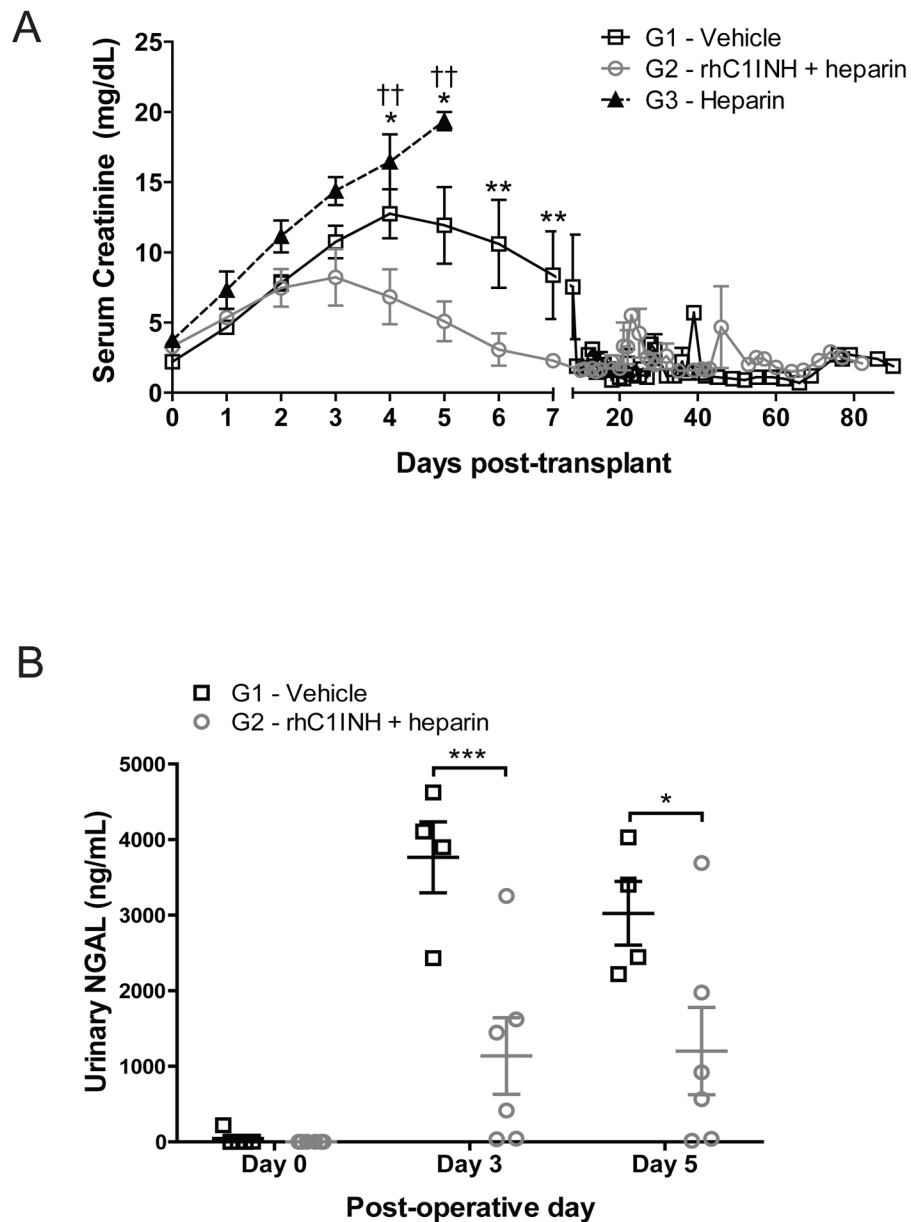 A
Serum Creatinine (mg/dL)
25
20
15
10
5
0
G1 - Vehicle
G2 - rhC1INH + heparin
G3 - Heparin
††
*
††
*
**
**
0 1 2 3 4 5 6 7 20 40 60 80
Days post-transplant
B
G1 - Vehicle
G2 - rhC1INH + heparin
Urinary NGAL (ng/mL)
5000
4000
3000
2000
1000
0
***
*
Day 0 Day 3 Day 5
Post-operative day